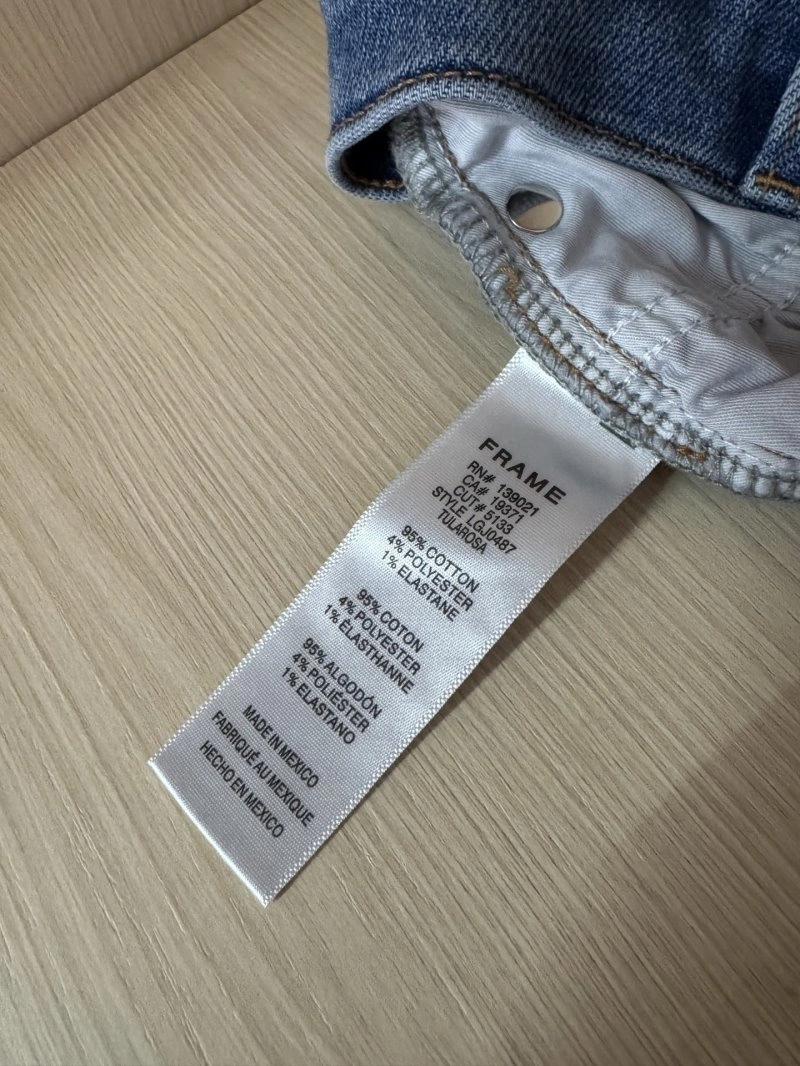 FRAME
RN# 139021
CA# 19371
CUT# 5133
STYLE LGJ0487
TULAROSA
95% COTTON
4% POLYESTER
1% ELASTANE
95% COTON
4% POLYESTER
1% ÉLASTHANNE
95% ALGODÓN
4% POLIÉSTER
1% ELASTANO
MADE IN MEXICO
FABRIQUÉ AU MEXIQUE
HECHO EN MEXICO